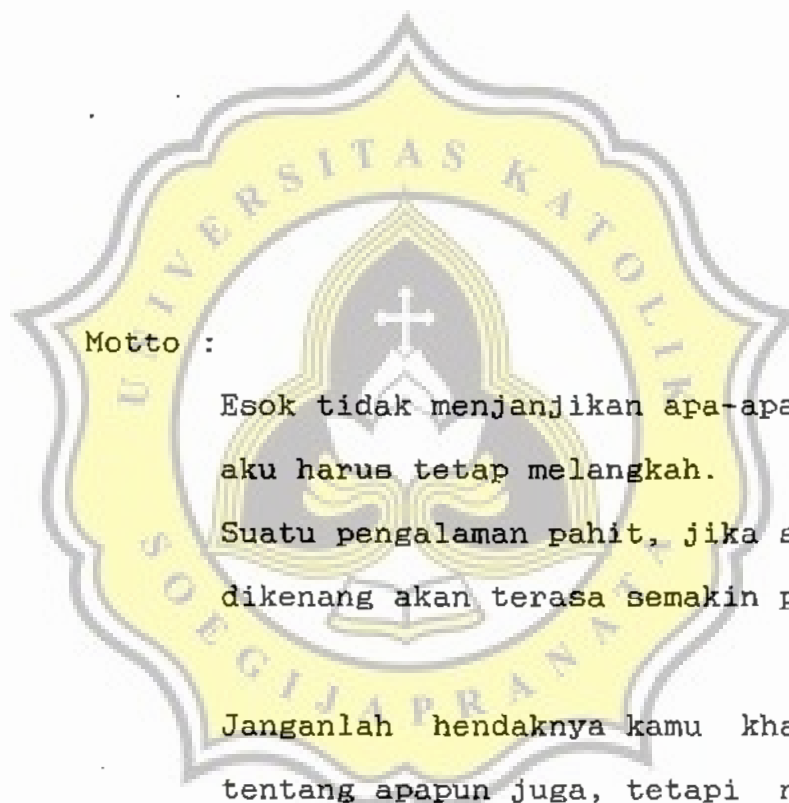 UNIVERSITAS KATOLIK
Motto :
Esok tidak menjanjikan apa-apa
aku harus tetap melangkah.
Suatu pengalaman pahit, jika
dikenang akan terasa semakin
Janganlah hendaknya kamu
tentang apapun juga, tetapi
SOEGIJAPRANATA